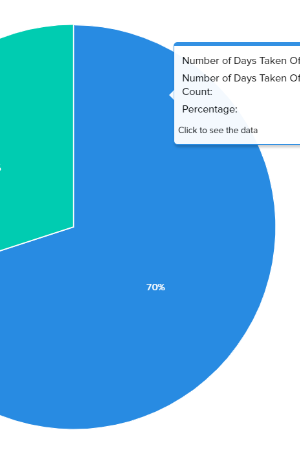 Number of Days Taken Of
Number of Days Taken Of
Count:
Percentage:
Click to see the data
70%